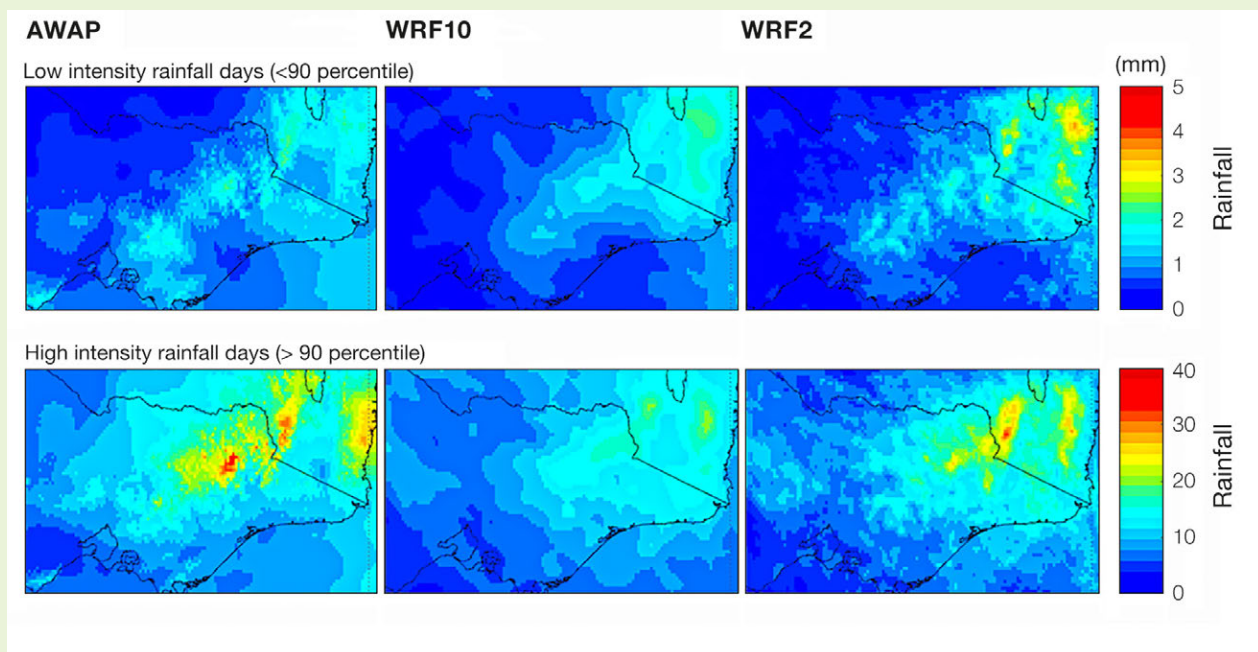 AWAP WRF10 WRF2
Low intensity rainfall days (<90 percentile)
(mm)
5
4
3
2
1
0
Rainfall
High intensity rainfall days (> 90 percentile)
40
30
20
10
0
Rainfall